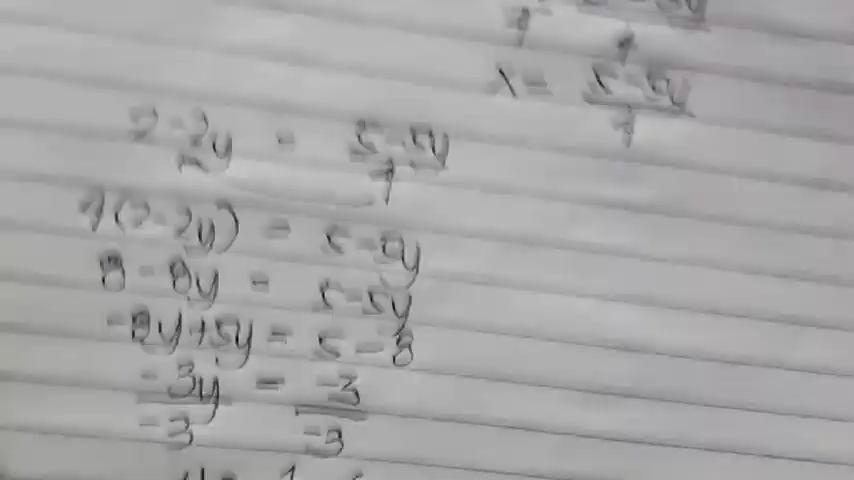 x = 5-5y/4
2-2y = 5-5y/4
4(2-2y) = 5-5y
8-8y = 5-5y
-8y+5y = 5-8
-3y/-3 = -3/-3